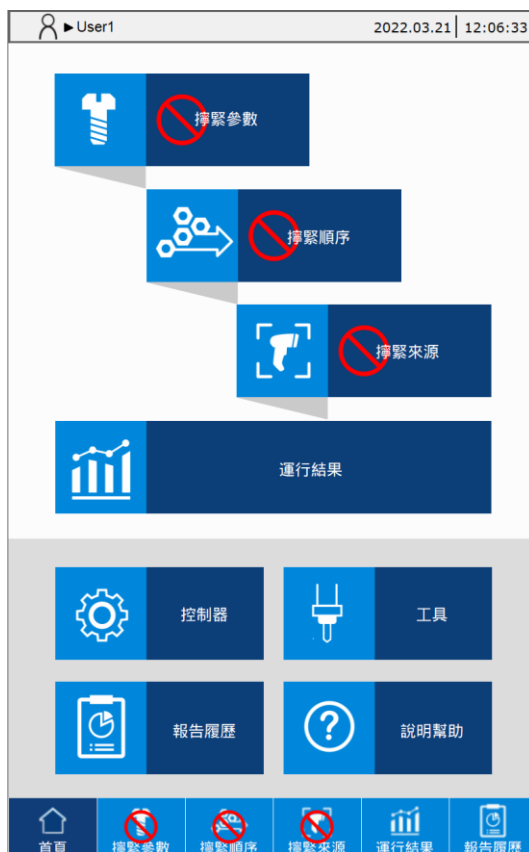 ►User1
2022.03.21 12:06:33
擰緊參數
擰緊順序
擰緊來源
運行結果
控制器
工具
報告履歷
說明幫助
首頁 擰緊參數 擰緊順序 擰緊來源 運行結果 報告履歷